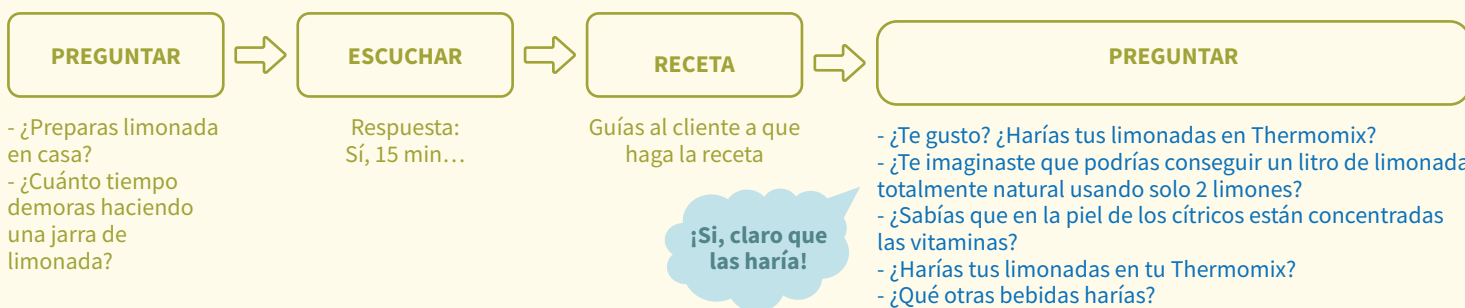 PREGUNTAR
- ¿Preparas limonada
en casa?
- ¿Cuánto tiempo
demoras haciendo
una jarra de
limonada?
ESCUCHAR
Respuesta:
Sí, 15 min…
RECETA
Guías al cliente a que
haga la receta
¡Si, claro que
las haría!
PREGUNTAR
- ¿Te gusto? ¿Harías tus limonadas en Thermomix?
- ¿Te imaginaste que podrías conseguir un litro de limonada
totalmente natural usando solo 2 limones?
- ¿Sabías que en la piel de los cítricos están concentradas
las vitaminas?
- ¿Harías tus limonadas en tu Thermomix?
- ¿Qué otras bebidas harías?